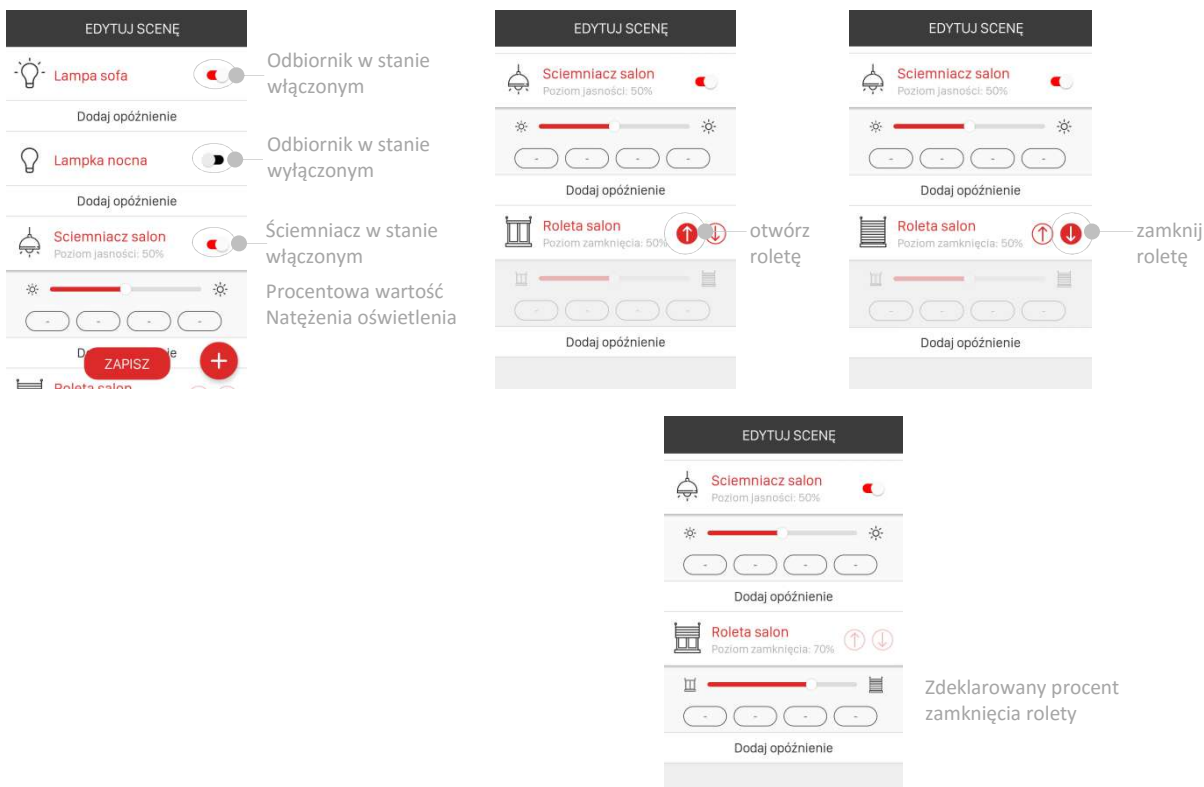 EDYTUJ SCENĘ
Lampa sofa
Odbiornik w stanie
włączonym
Dodaj opóźnienie
Lampka nocna
Odbiornik w stanie
wyłączonym
Dodaj opóźnienie
Sciemniacz salon
Poziom jasności: 50%
Ściemniacz w stanie
włączonym
Procentowa wartość
Natężenia oświetlenia
- - - -
ZAPISZ
+
Roleta salon
EDYTUJ SCENĘ
Sciemniacz salon
Poziom jasności: 50%
- - - -
Dodaj opóźnienie
Roleta salon
Poziom zamknięcia: 50%
otwórz
roletę
- - - -
Dodaj opóźnienie
EDYTUJ SCENĘ
Sciemniacz salon
Poziom jasności: 50%
- - - -
Dodaj opóźnienie
Roleta salon
Poziom zamknięcia: 50%
zamknij
roletę
- - - -
Dodaj opóźnienie
EDYTUJ SCENĘ
Sciemniacz salon
Poziom jasności: 50%
- - - -
Dodaj opóźnienie
Roleta salon
Poziom zamknięcia: 70%
- - - -
Zdeklarowany procent
zamknięcia rolety
Dodaj opóźnienie